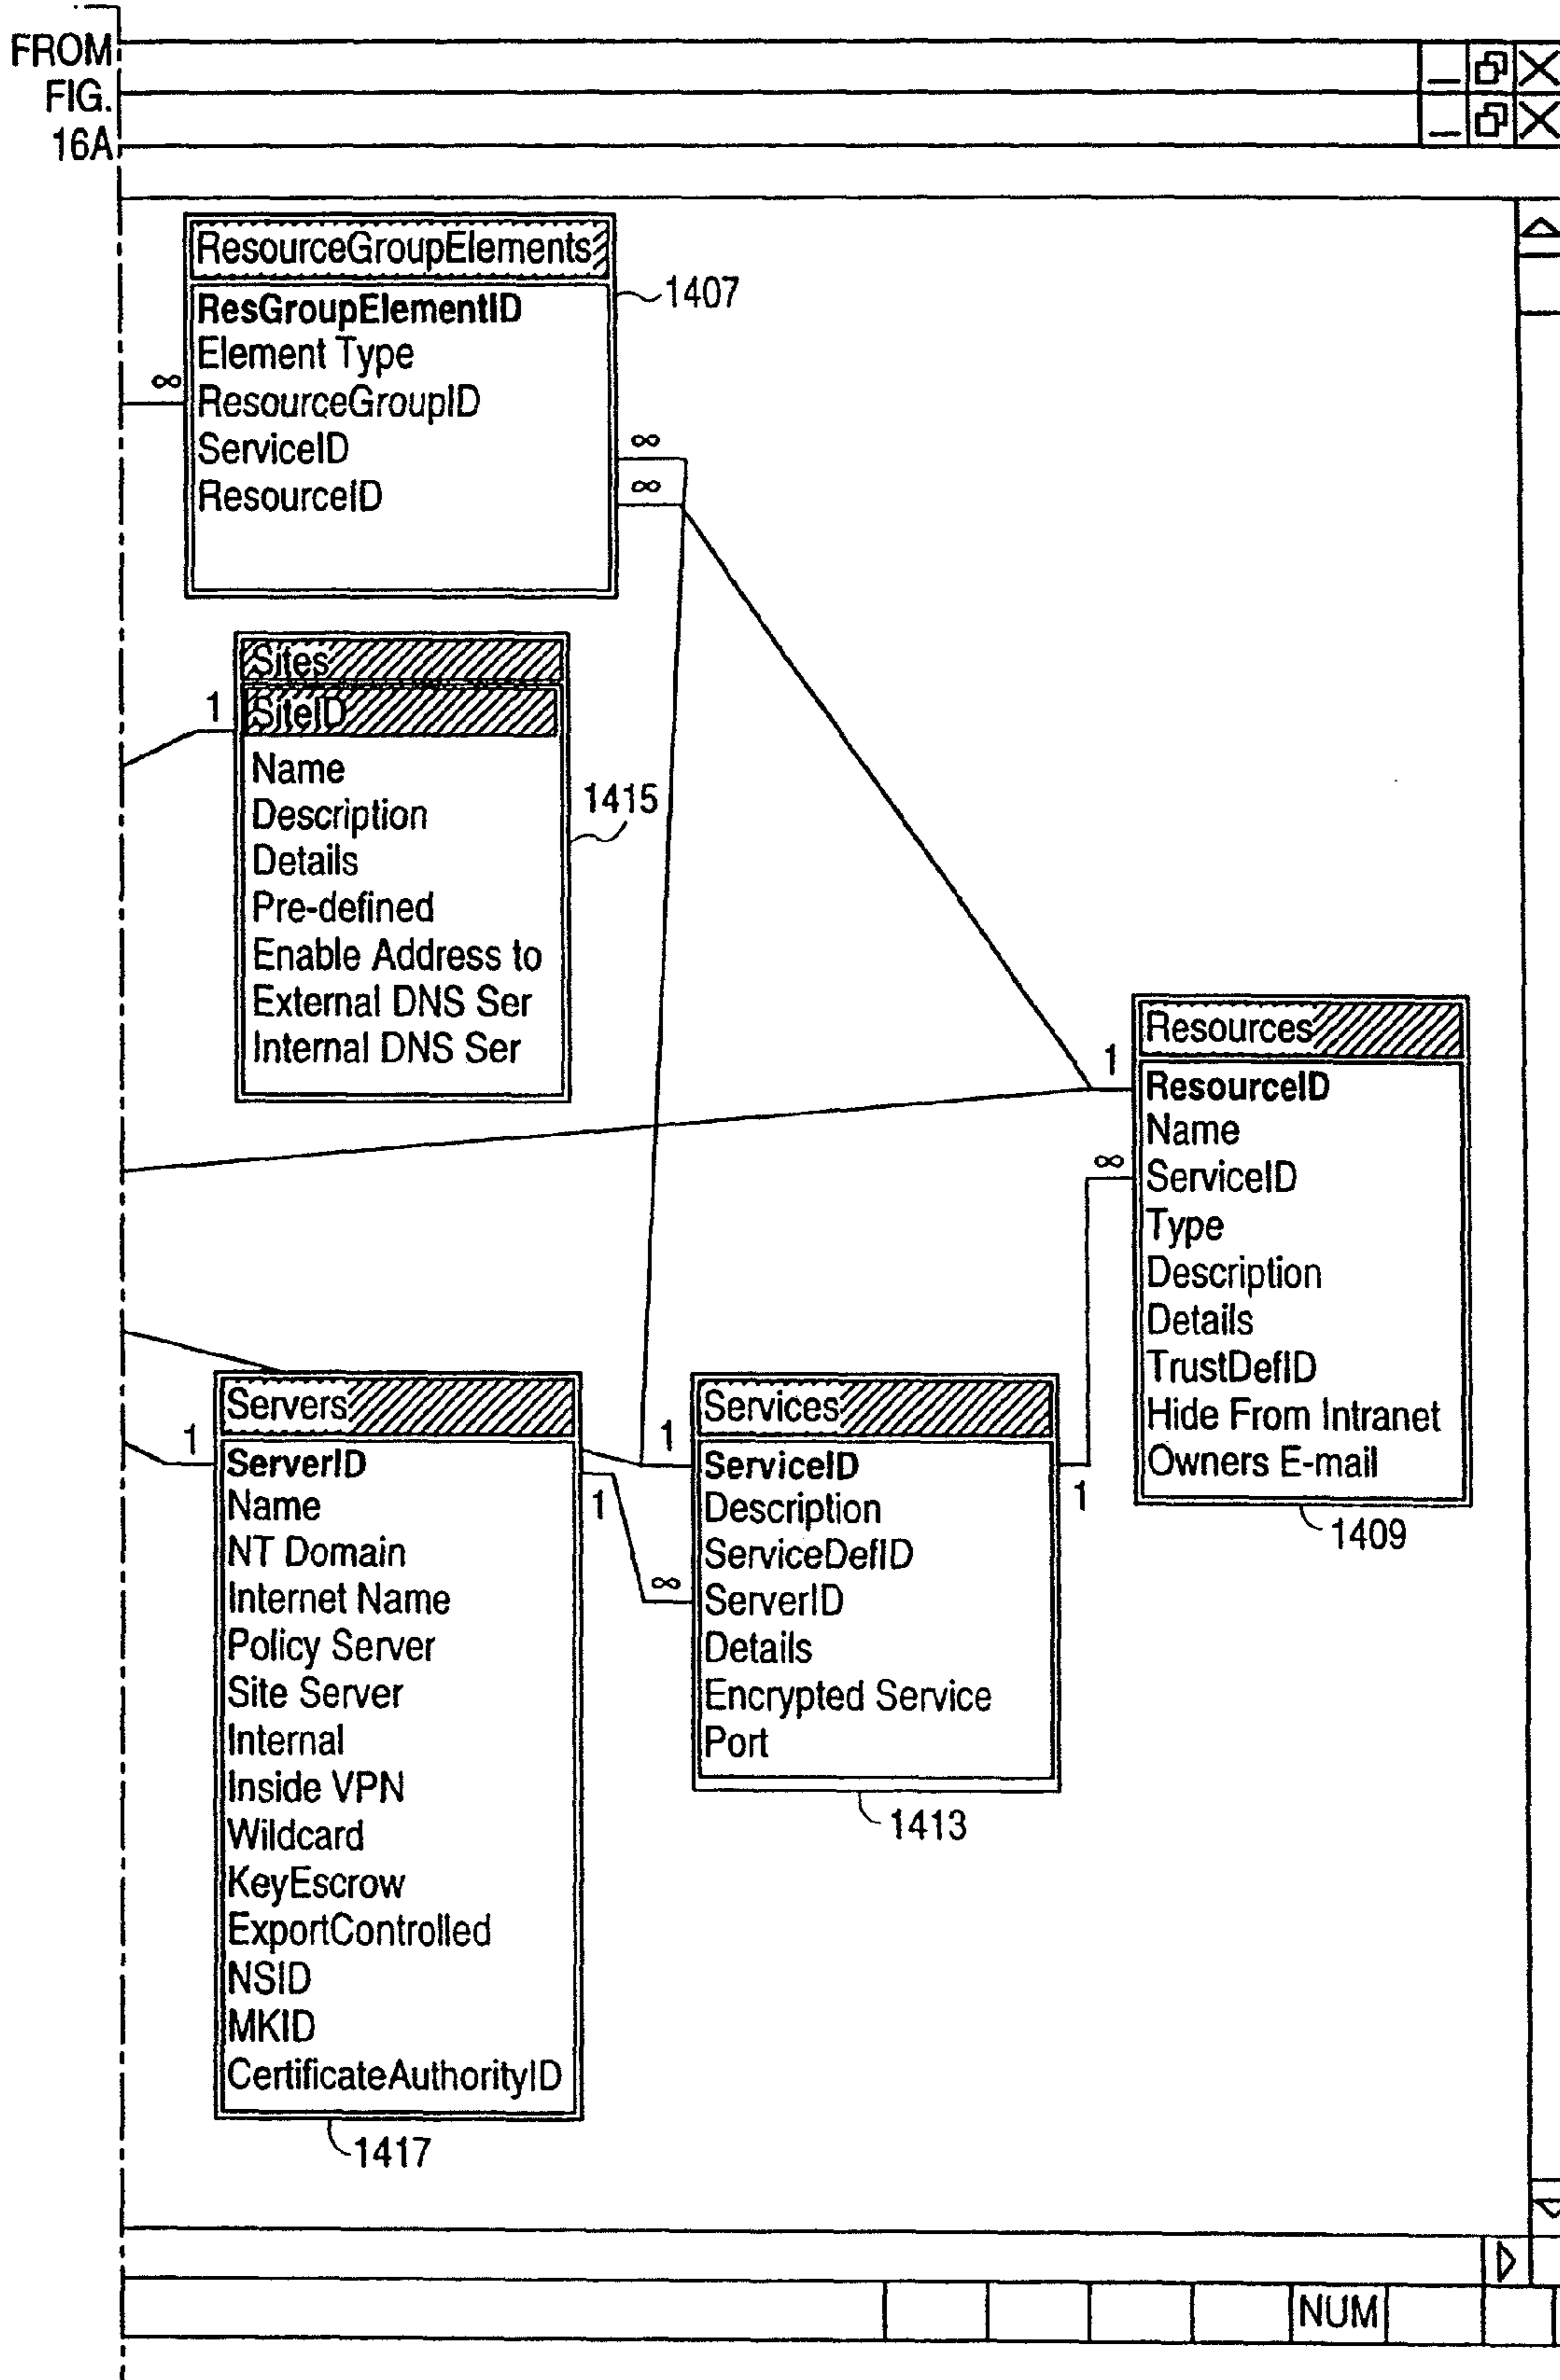 FROM
FIG.
16A
ResourceGroupElements
1407
ResGroupElementID
Element Type
∞
ResourceGroupID
ServiceID
∞
ResourceID
∞
Sites
1
SiteID
Name
Description
1415
Details
Pre-defined
Enable Address to
External DNS Ser
Internal DNS Ser
Resources
1
ResourceID
Name
∞
ServiceID
Type
Description
Details
TrustDefID
Hide From Intranet
Owners E-mail
1409
Servers
1
ServerID
1
Name
NT Domain
Internet Name
Policy Server
Site Server
Internal
Inside VPN
Wildcard
KeyEscrow
ExportControlled
NSID
MKID
CertificateAuthorityID
1417
Services
1
ServiceID
1
Description
ServiceDefID
∞
ServerID
Details
Encrypted Service
Port
1413
NUM